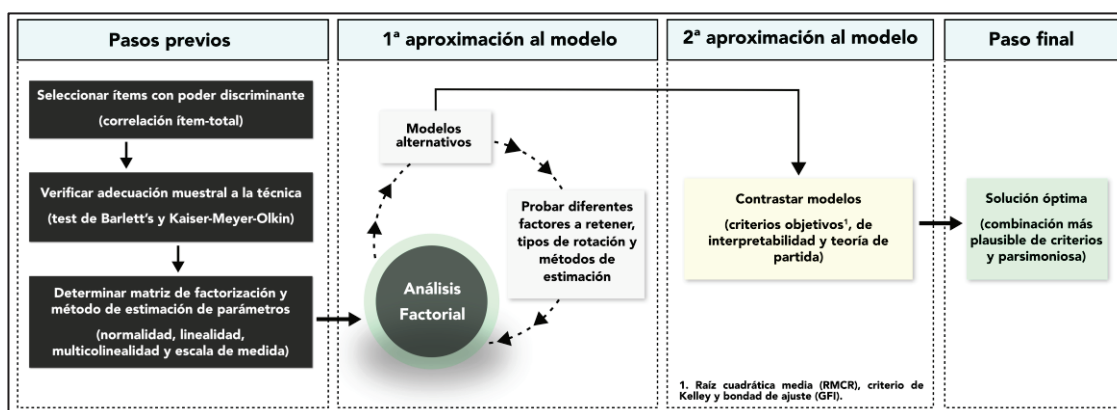 Pasos previos
Seleccionar ítems con poder discriminante
(correlación ítem-total)
Verificar adecuación muestral a la técnica
(test de Barlett’s y Kaiser-Meyer-Olkin)
Determinar matriz de factorización y
método de estimación de parámetros
(normalidad, linealidad,
multicolinealidad y escala de medida)
1ª aproximación al modelo
Modelos
alternativos
Probar diferentes
factores a retener,
tipos de rotación y
métodos de
estimación
Análisis
Factorial
2ª aproximación al modelo
Contrastar modelos
(criterios objetivos¹, de
interpretabilidad y teoría de
partida)
1. Raíz cuadrática media (RMCR), criterio de
Kelley y bondad de ajuste (GFI).
Paso final
Solución óptima
(combinación más
plausible de criterios
y parsimoniosa)